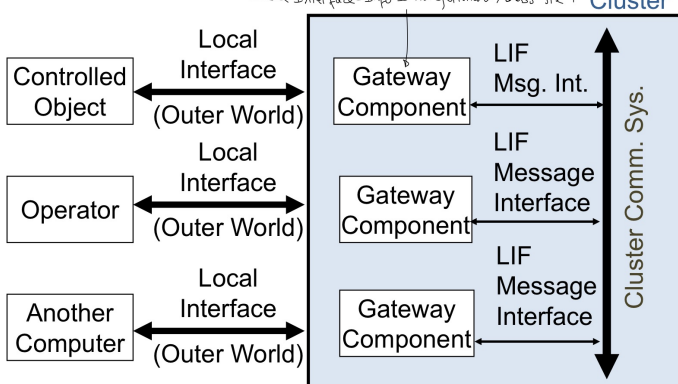 Cluster
Controlled
Object
Local
Interface
(Outer World)
Gateway
Component
LIF
Msg. Int.
Operator
Local
Interface
(Outer World)
Gateway
Component
LIF
Message
Interface
Another
Computer
Local
Interface
(Outer World)
Gateway
Component
LIF
Message
Interface
Cluster Comm. Sys.